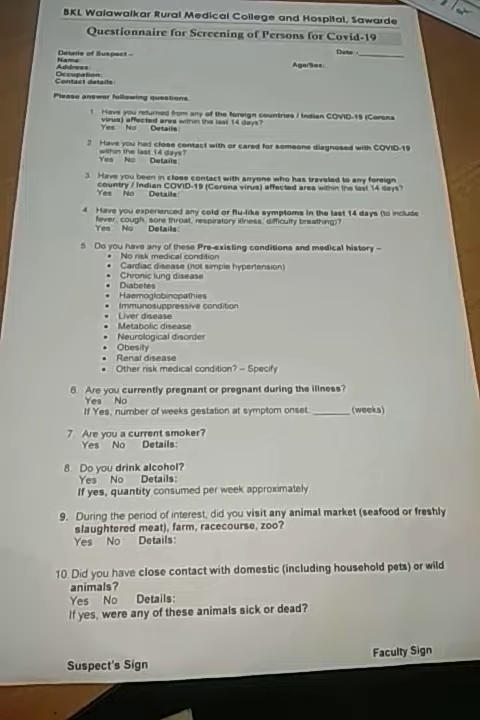 BKL Walawalkar Rural Medical College and Hospital, Sawarde
Questionnaire for Screening of Persons for Covid-19
Details of Suspect –
Date:
Name:
Address:
Age/Sex:
Occupation:
Contact details:
Please answer following questions.
1. Have you returned from any of the foreign countries / Indian COVID-19 (Corona
virus) affected area within the last 14 days?
Yes No Details:
2. Have you had close contact with or cared for someone diagnosed with COVID-19
within the last 14 days?
Yes No Details:
3. Have you been in close contact with anyone who has traveled to any foreign
country / Indian COVID-19 (Corona virus) affected area within the last 14 days?
Yes No Details:
4. Have you experienced any cold or flu-like symptoms in the last 14 days (to include
fever, cough, sore throat, respiratory illness, difficulty breathing)?
Yes No Details:
5. Do you have any of these Pre-existing conditions and medical history –
• No risk medical condition
• Cardiac disease (not simple hypertension)
• Chronic lung disease
• Diabetes
• Haemoglobinopathies
• Immunosuppressive condition
• Liver disease
• Metabolic disease
• Neurological disorder
• Obesity
• Renal disease
• Other risk medical condition? – Specify
6. Are you currently pregnant or pregnant during the illness?
Yes No
If Yes, number of weeks gestation at symptom onset ______ (weeks)
7. Are you a current smoker?
Yes No Details:
8. Do you drink alcohol?
Yes No Details:
If yes, quantity consumed per week approximately
9. During the period of interest, did you visit any animal market (seafood or freshly
slaughtered meat), farm, racecourse, zoo?
Yes No Details:
10. Did you have close contact with domestic (including household pets) or wild
animals?
Yes No Details:
If yes, were any of these animals sick or dead?
Suspect's Sign
Faculty Sign